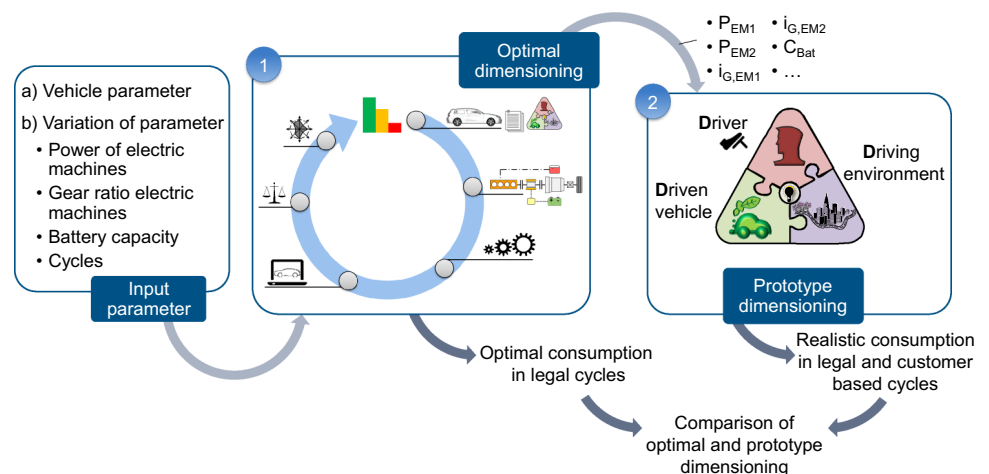 a) Vehicle parameter
b) Variation of parameter
• Power of electric
machines
• Gear ratio electric
machines
• Battery capacity
• Cycles
Input
parameter
1
Optimal
dimensioning
• P_EM1 • i_G,EM2
• P_EM2 • C_Bat
• i_G,EM1 • …
2
Driver
Driving
environment
Driven
vehicle
Prototype
dimensioning
Optimal consumption
in legal cycles
Realistic consumption
in legal and customer
based cycles
Comparison of
optimal and prototype
dimensioning